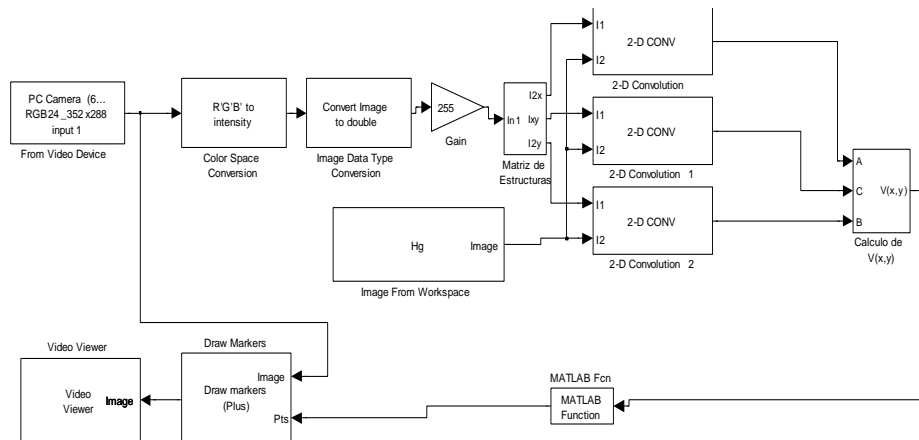 PC Camera (6...
RGB24_352x288
input 1
From Video Device
R'G'B' to
intensity
Color Space
Conversion
Convert Image
to double
Image Data Type
Conversion
255
Gain
In1
I2x
Ixy
I2y
Matriz de
Estructuras
I1
I2
2-D CONV
2-D Convolution
I1
I2
2-D CONV
2-D Convolution 1
I1
I2
2-D CONV
2-D Convolution 2
A
C
B
V(x,y)
Calculo de
V(x,y)
Hg
Image
Image From Workspace
Video Viewer
Video
Viewer
Image
Draw Markers
Draw markers
(Plus)
Image
Pts
MATLAB Fcn
MATLAB
Function